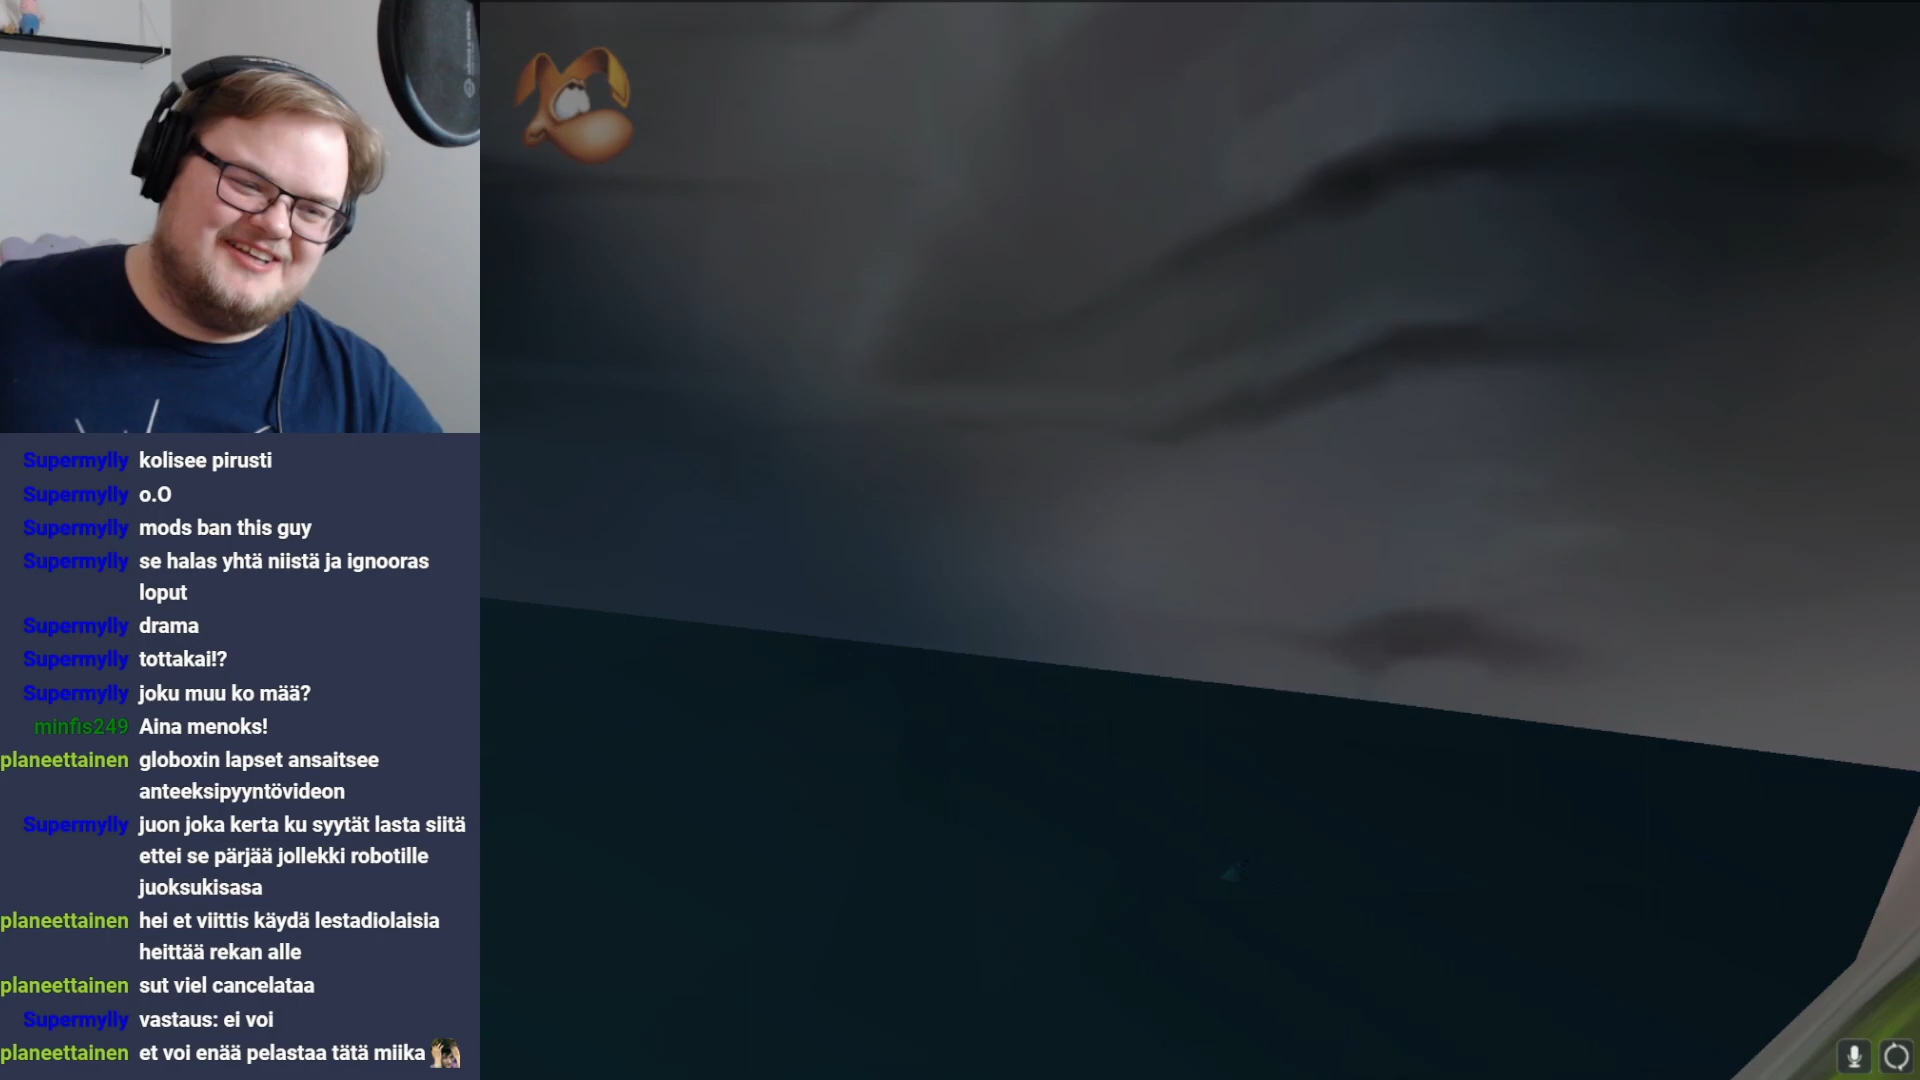 Supermylly kolisee pirusti
Supermylly o.O
Supermylly mods ban this guy
Supermylly se halas yhtä niistä ja ignooras
loput
Supermylly drama
Supermylly tottakai!?
Supermylly joku muu ko mää?
minfis249 Aina menoks!
planeettainen globoxin lapset ansaitsee
anteeksipyyntövideon
Supermylly juon joka kerta ku syytät lasta siitä
ettei se pärjää jollekki robotille
juoksukisasa
planeettainen hei et viittis käydä lestadiolaisia
heittää rekan alle
planeettainen sut viel cancelataa
Supermylly vastaus: ei voi
planeettainen et voi enää pelastaa tätä miika